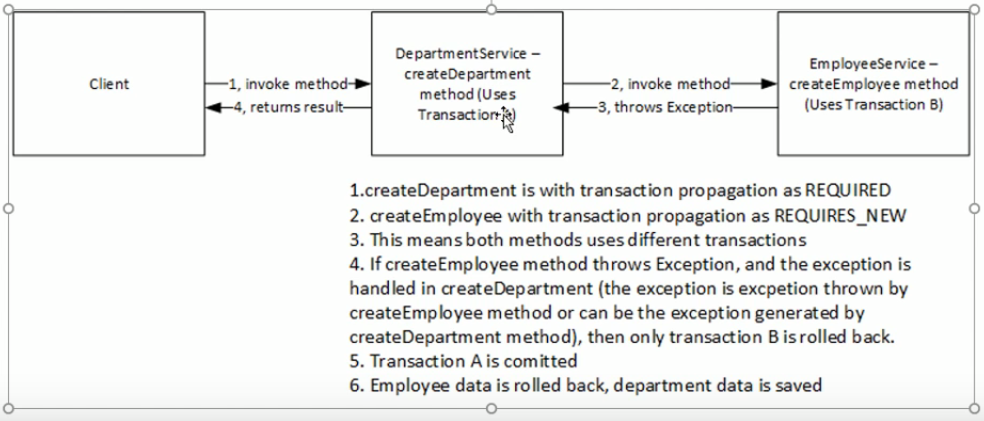 Client
1, invoke method
4, returns result
DepartmentService –
createDepartment
method (Uses
Transaction A)
2, invoke method
3, throws Exception
EmployeeService –
createEmployee method
(Uses Transaction B)
1.createDepartment is with transaction propagation as REQUIRED
2. createEmployee with transaction propagation as REQUIRES_NEW
3. This means both methods uses different transactions
4. If createEmployee method throws Exception, and the exception is
handled in createDepartment (the exception is excpetion thrown by
createEmployee method or can be the exception generated by
createDepartment method), then only transaction B is rolled back.
5. Transaction A is comitted
6. Employee data is rolled back, department data is saved